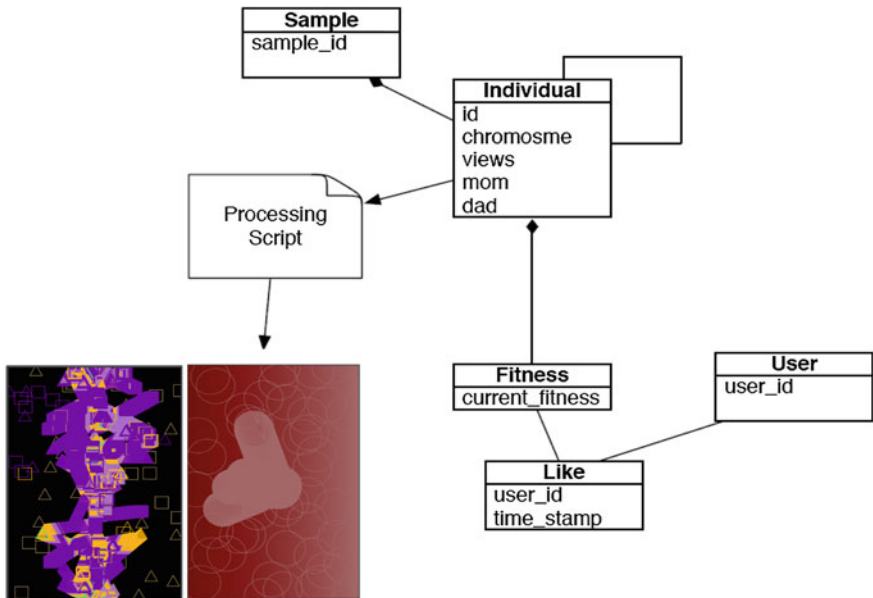 Sample
sample_id
Individual
id
chromosme
views
mom
dad
Processing
Script
Fitness
current_fitness
User
user_id
Like
user_id
time_stamp